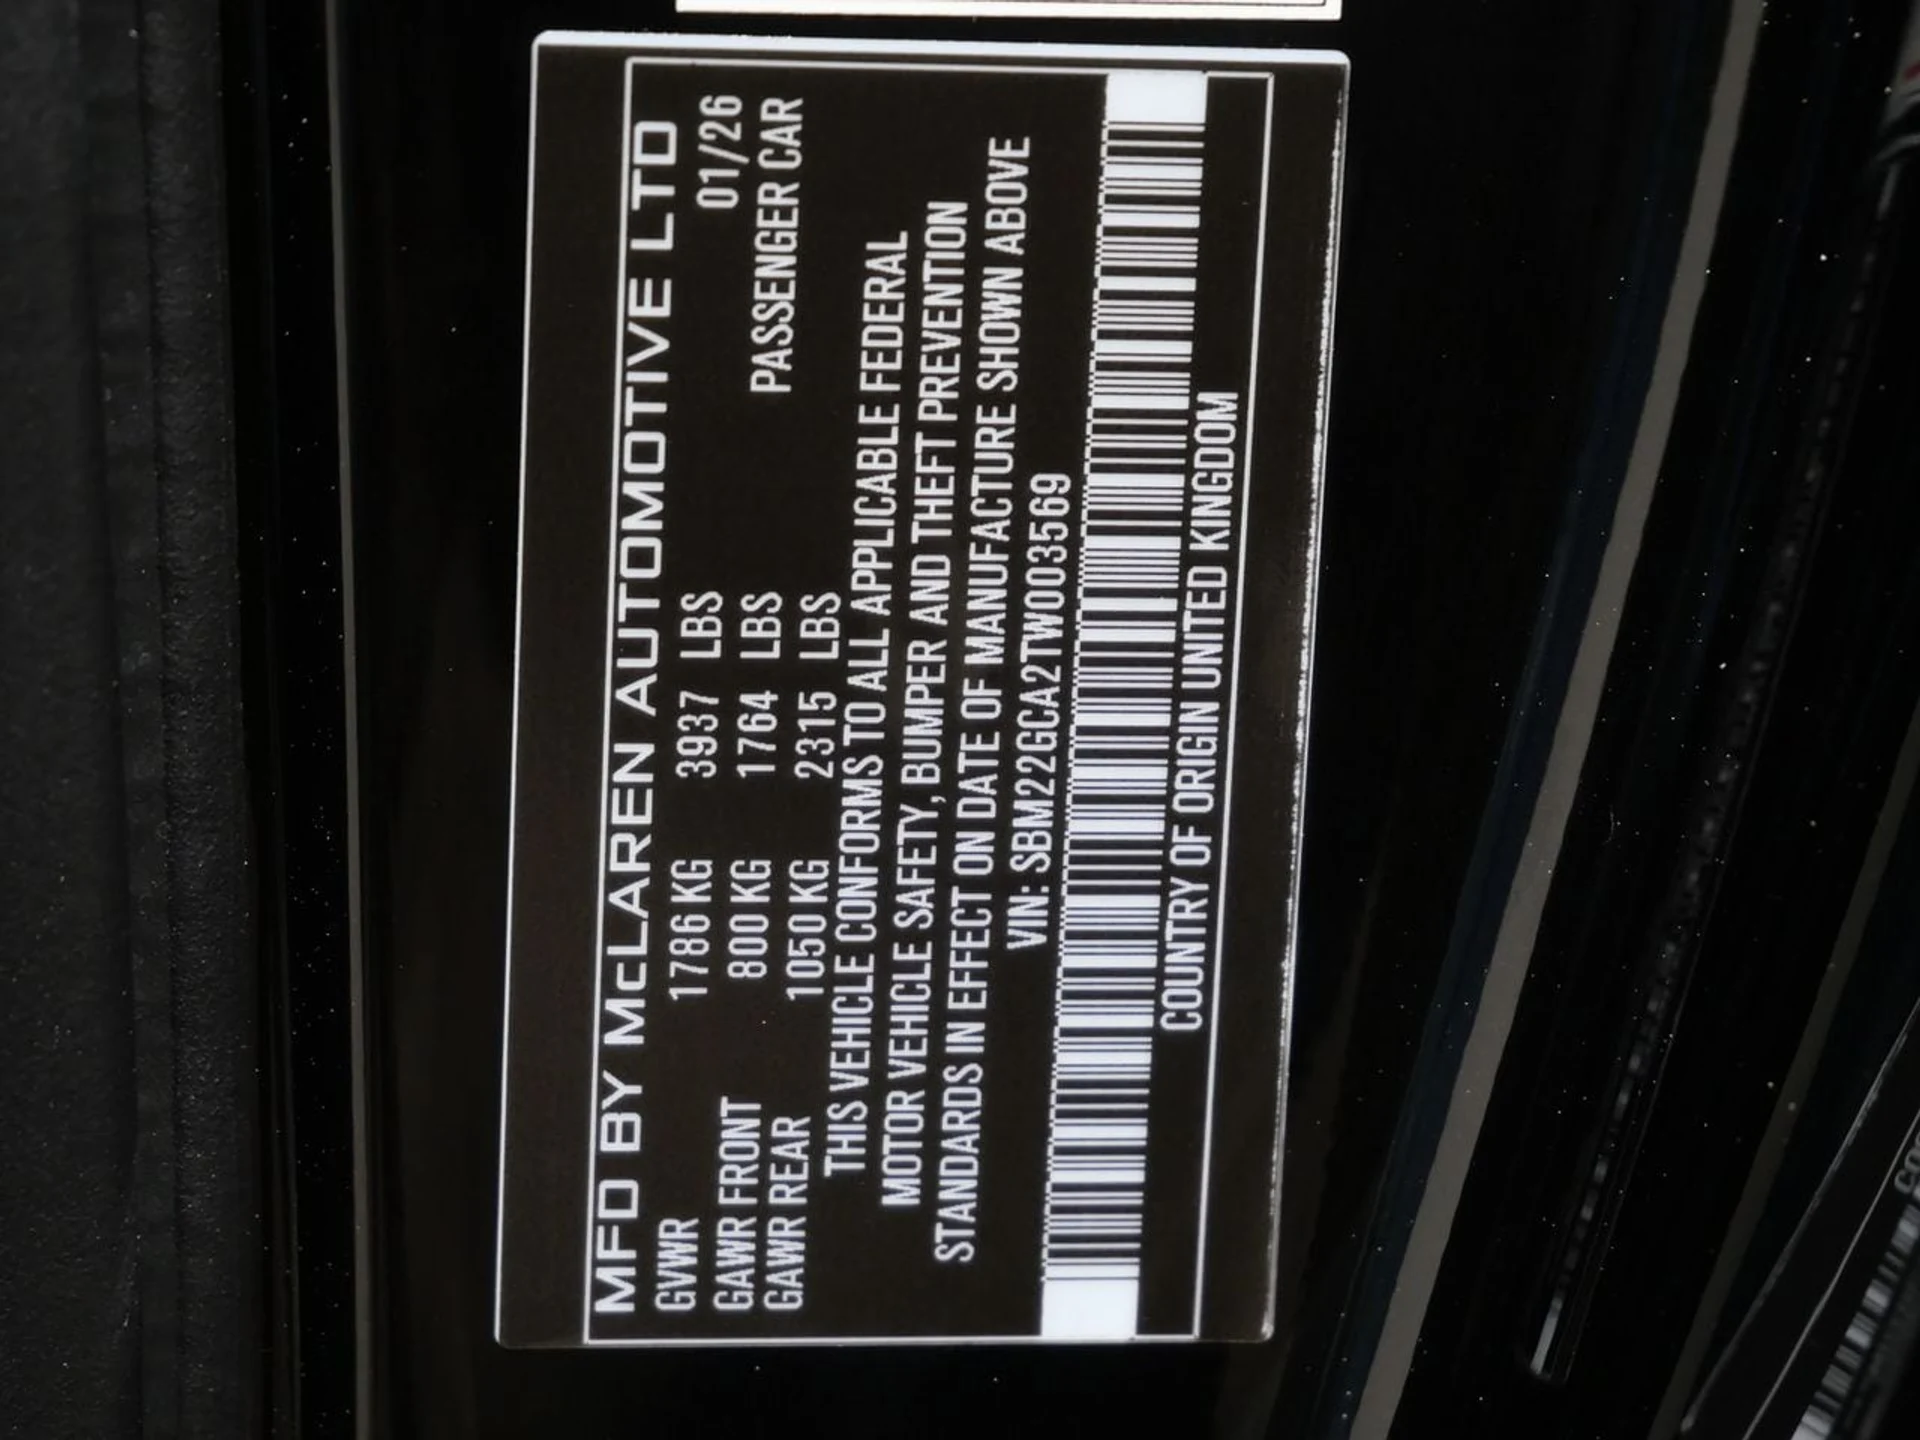 MFD BY McLAREN AUTOMOTIVE LTD
GVWR 1786 KG 3937 LBS 01/26
GAWR FRONT 800 KG 1764 LBS PASSENGER CAR
GAWR REAR 1050 KG 2315 LBS
THIS VEHICLE CONFORMS TO ALL APPLICABLE FEDERAL
MOTOR VEHICLE SAFETY, BUMPER AND THEFT PREVENTION
STANDARDS IN EFFECT ON DATE OF MANUFACTURE SHOWN ABOVE
VIN: SBM22GCA2TW003569
COUNTRY OF ORIGIN UNITED KINGDOM